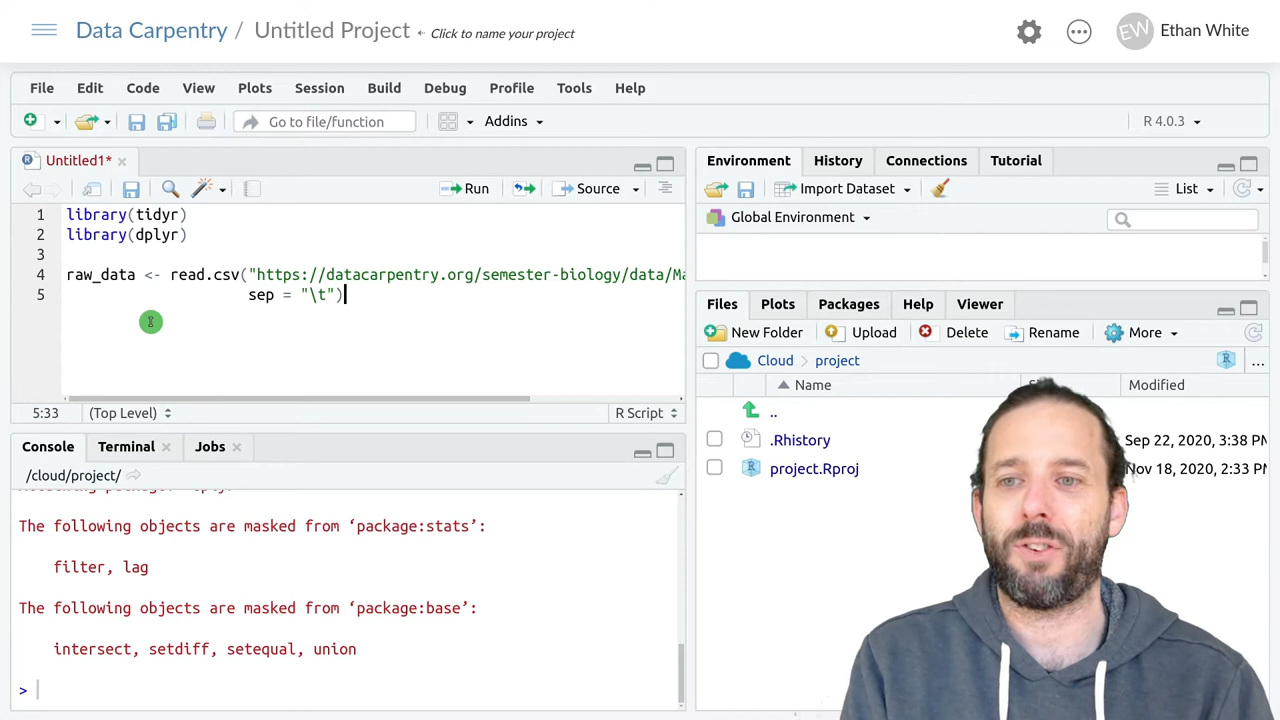 Data Carpentry / Untitled Project ← Click to name your project
EW Ethan White
File Edit Code View Plots Session Build Debug Profile Tools Help
Go to file/function Addins R 4.0.3
Untitled1*
Run Source
1 library(tidyr)
2 library(dplyr)
3
4 raw_data <- read.csv("https://datacarpentry.org/semester-biology/data/Ma
5 sep = "\t")
5:33 (Top Level) R Script
Console Terminal Jobs
/cloud/project/
The following objects are masked from ‘package:stats’:
filter, lag
The following objects are masked from ‘package:base’:
intersect, setdiff, setequal, union
>
Environment History Connections Tutorial
Import Dataset List
Global Environment
Files Plots Packages Help Viewer
New Folder Upload Delete Rename More
Cloud project ...
Name Modified
..
.Rhistory Sep 22, 2020, 3:38 PM
project.Rproj Nov 18, 2020, 2:33 PM